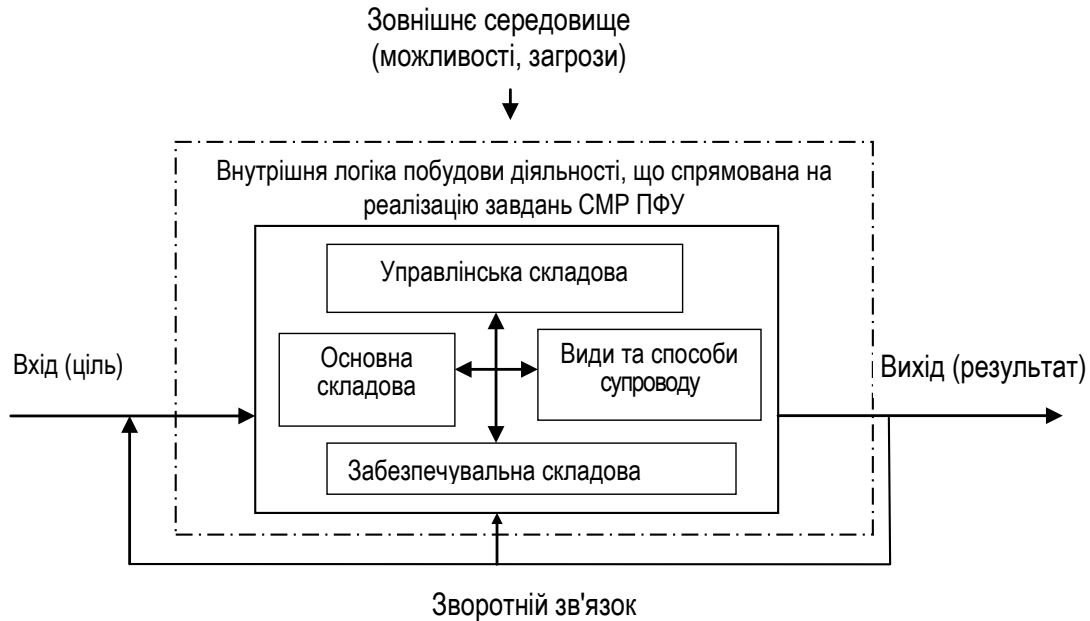 Зовнішнє середовище
(можливості, загрози)
Внутрішня логіка побудови діяльності, що спрямована на
реалізацію завдань СМР ПФУ
Управлінська складова
Вхід (ціль)
Основна
складова
Види та способи
супроводу
Вихід (результат)
Забезпечувальна складова
Зворотній зв'язок